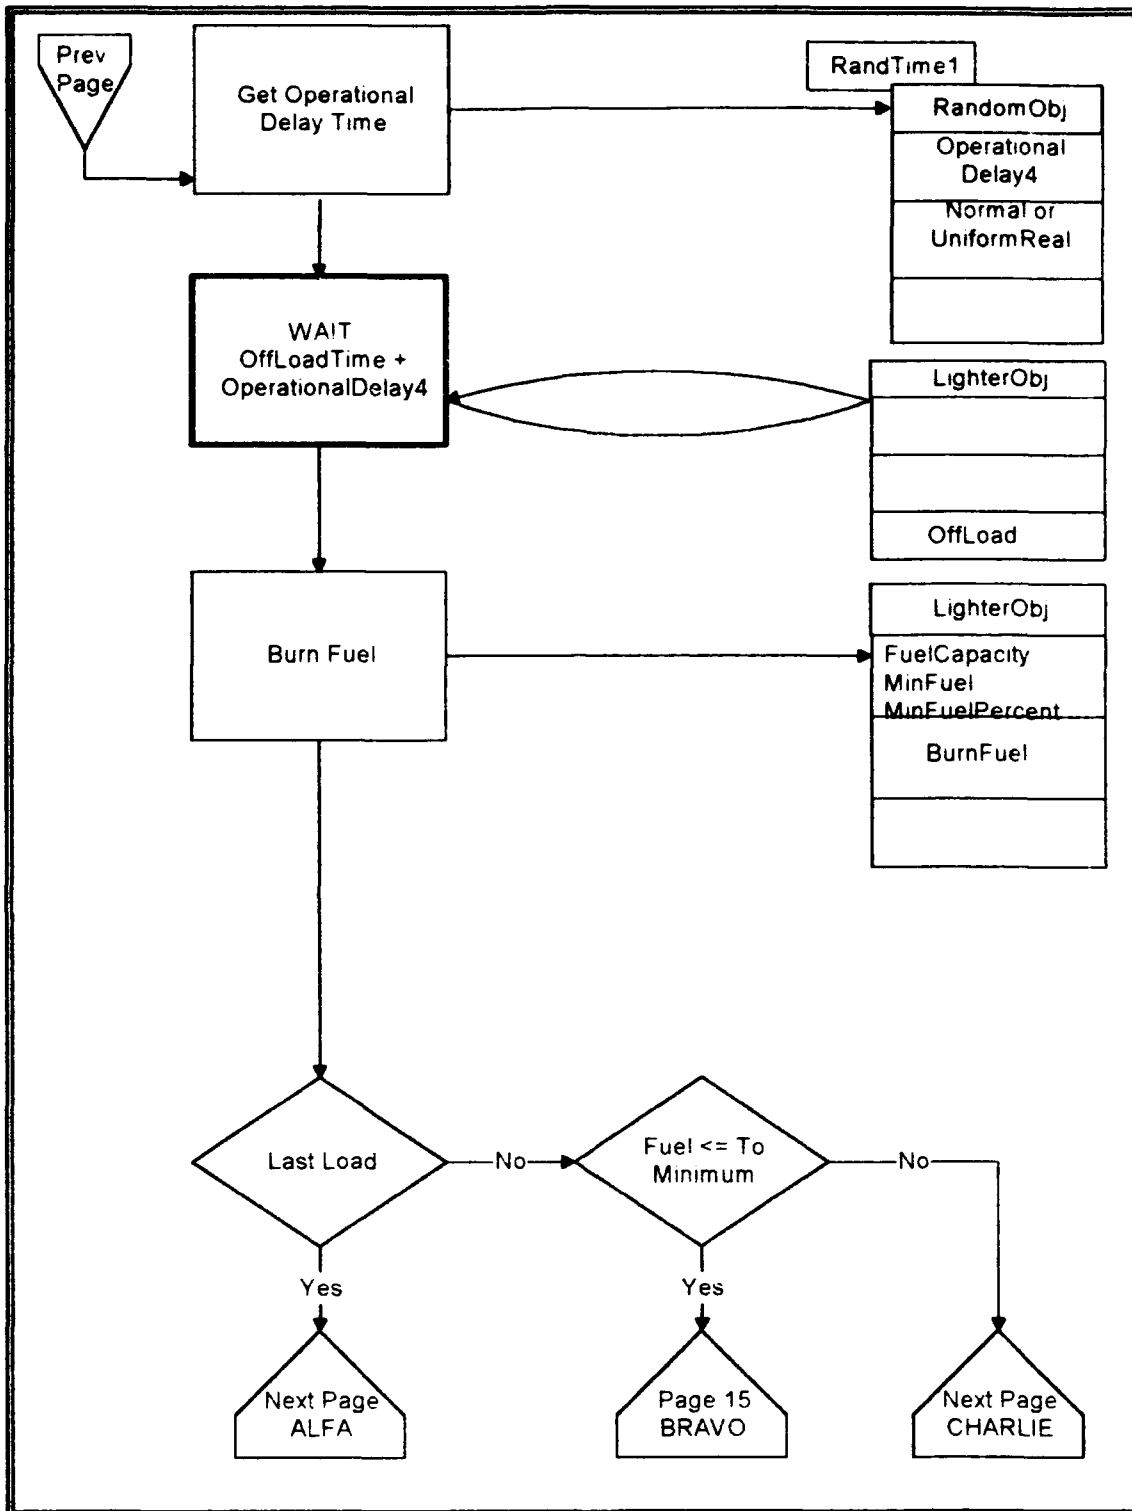 Prev
Page
Get Operational
Delay Time
RandTime1
RandomObj
Operational
Delay4
Normal or
UniformReal
WAIT
OffLoadTime +
OperationalDelay4
LighterObj
OffLoad
Burn Fuel
LighterObj
FuelCapacity
MinFuel
MinFuelPercent
BurnFuel
Last Load
No
Fuel <= To
Minimum
No
Yes
Yes
Next Page
ALFA
Page 15
BRAVO
Next Page
CHARLIE